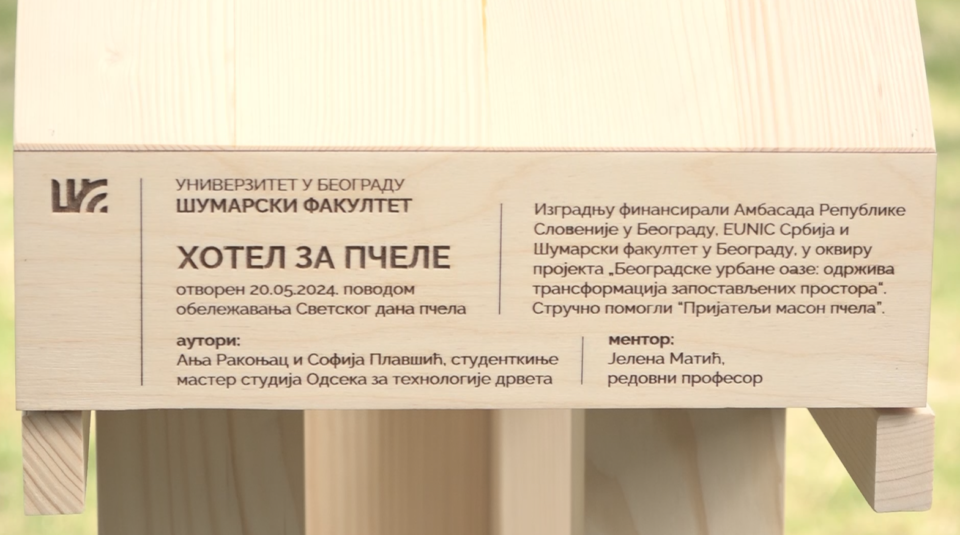 УНИВЕРЗИТЕТ У БЕОГРАДУ
ШУМАРСКИ ФАКУЛТЕТ
ХОТЕЛ ЗА ПЧЕЛЕ
отворен 20.05.2024. поводом
обележавања Светског дана пчела
Изградњу финансирали Амбасада Републике
Словеније у Београду, EUNIC Србија и
Шумарски факултет у Београду, у оквиру
пројекта „Београдске урбане оазе: одржива
трансформација запостављених простора“.
Стручно помогли “Пријатељи масон пчела”.
аутори:
Ања Ракоњац и Софија Плавшић, студенткиње
мастер студија Одсека за технологије дрвета
ментор:
Јелена Матић,
редовни професор